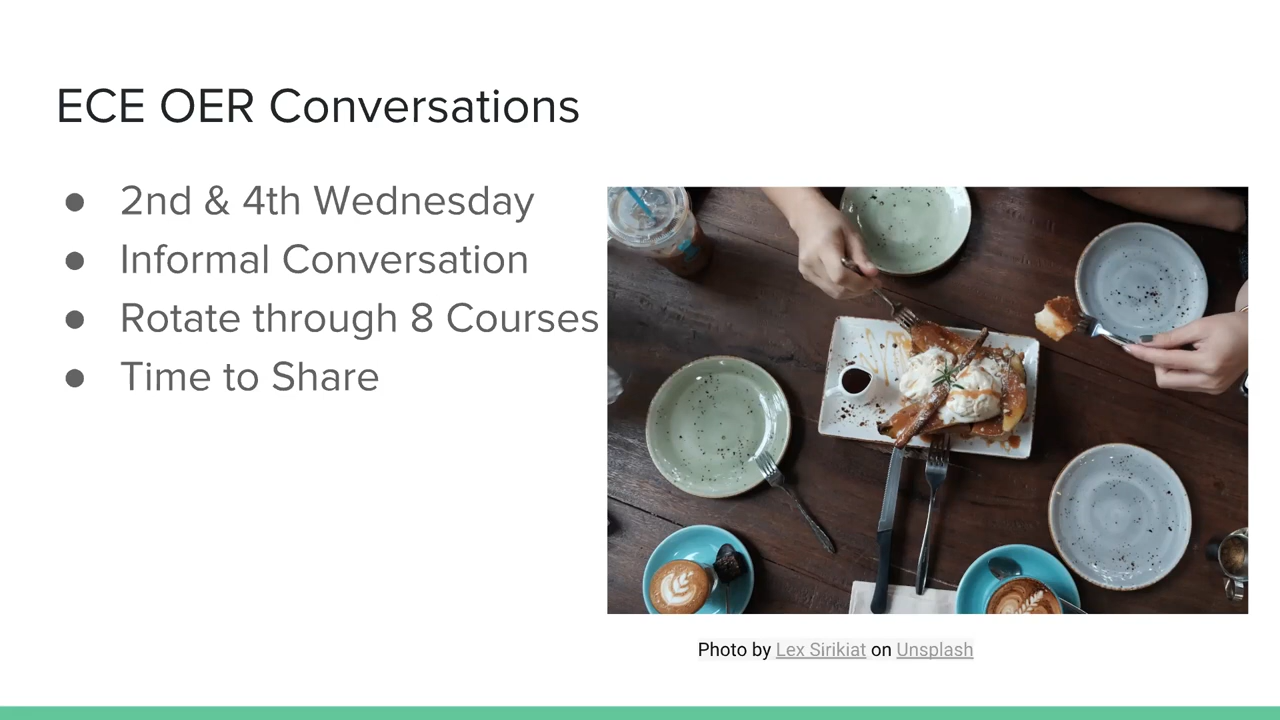 ECE OER Conversations
● 2nd & 4th Wednesday
● Informal Conversation
● Rotate through 8 Courses
● Time to Share
Photo by Lex Sirikiat on Unsplash